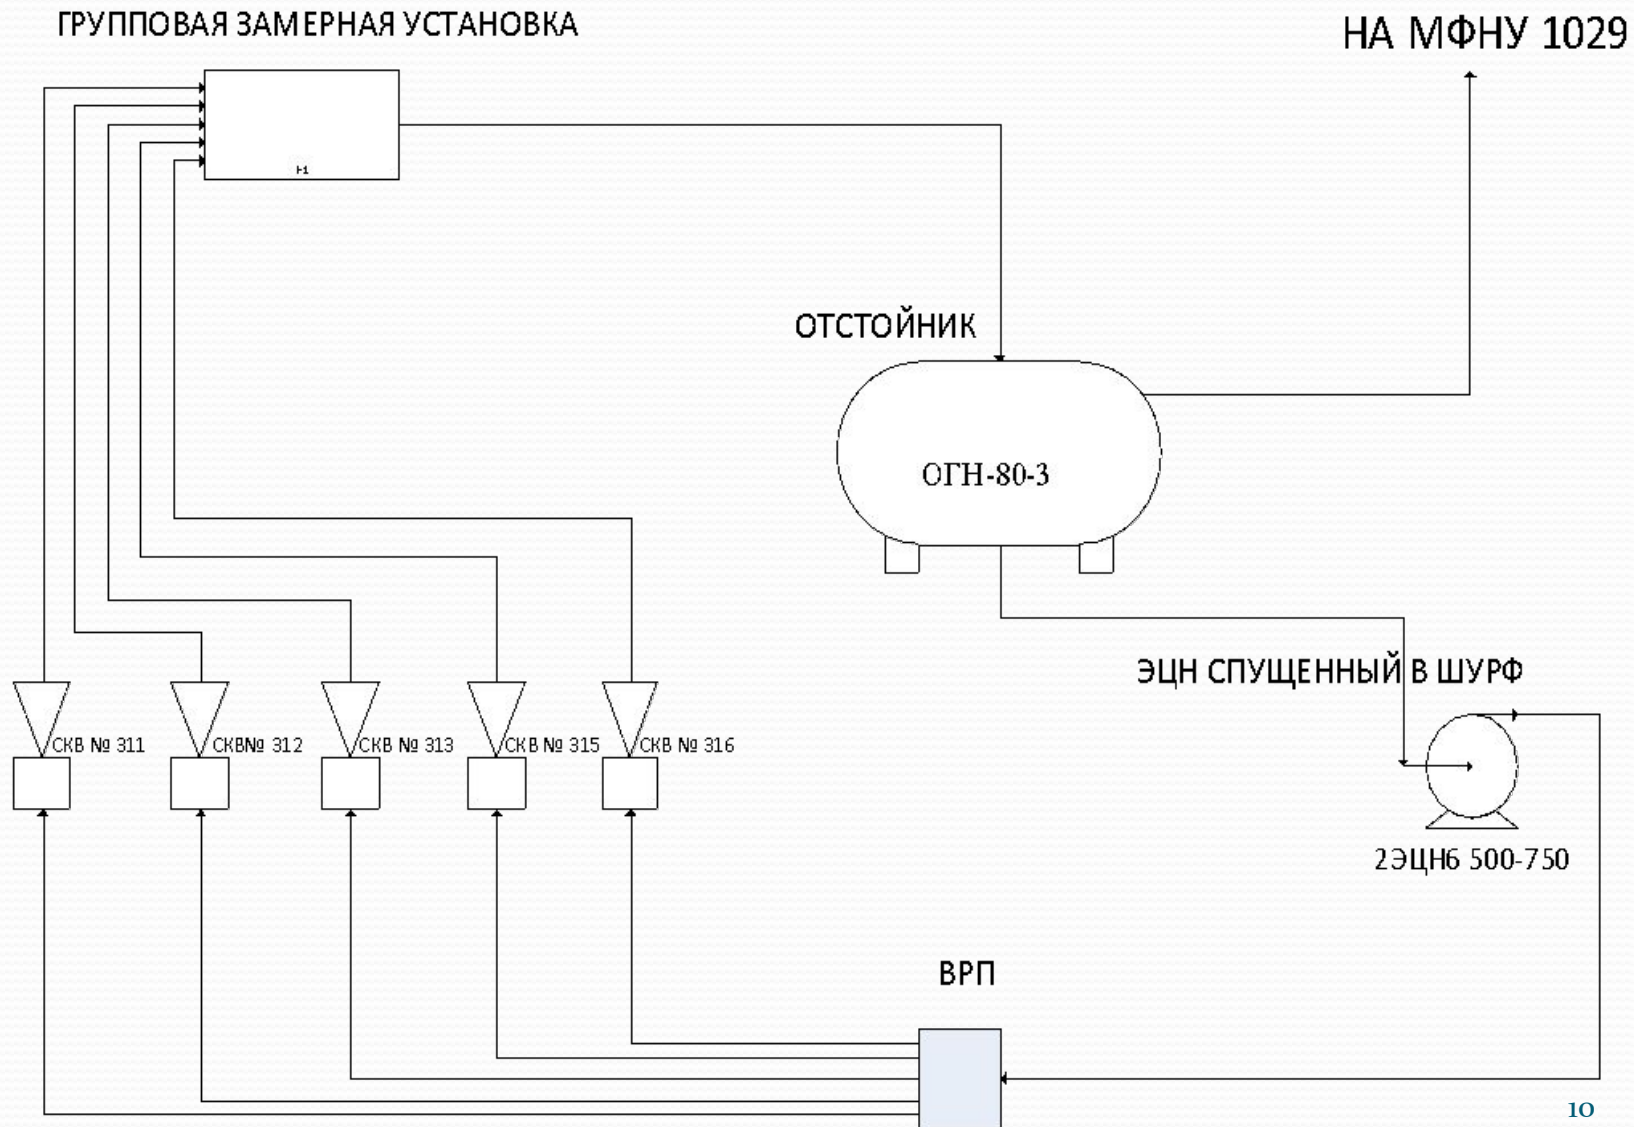 ГРУППОВАЯ ЗАМЕРНАЯ УСТАНОВКА
НА МФНУ 1029
ОТСТОЙНИК
ОГН-80-3
ЭЦН СПУЩЕННЫЙ В ШУРФ
СКВ № 311
СКВ№ 312
СКВ № 313
СКВ № 315
СКВ № 316
2ЭЦН6 500-750
ВРП
10